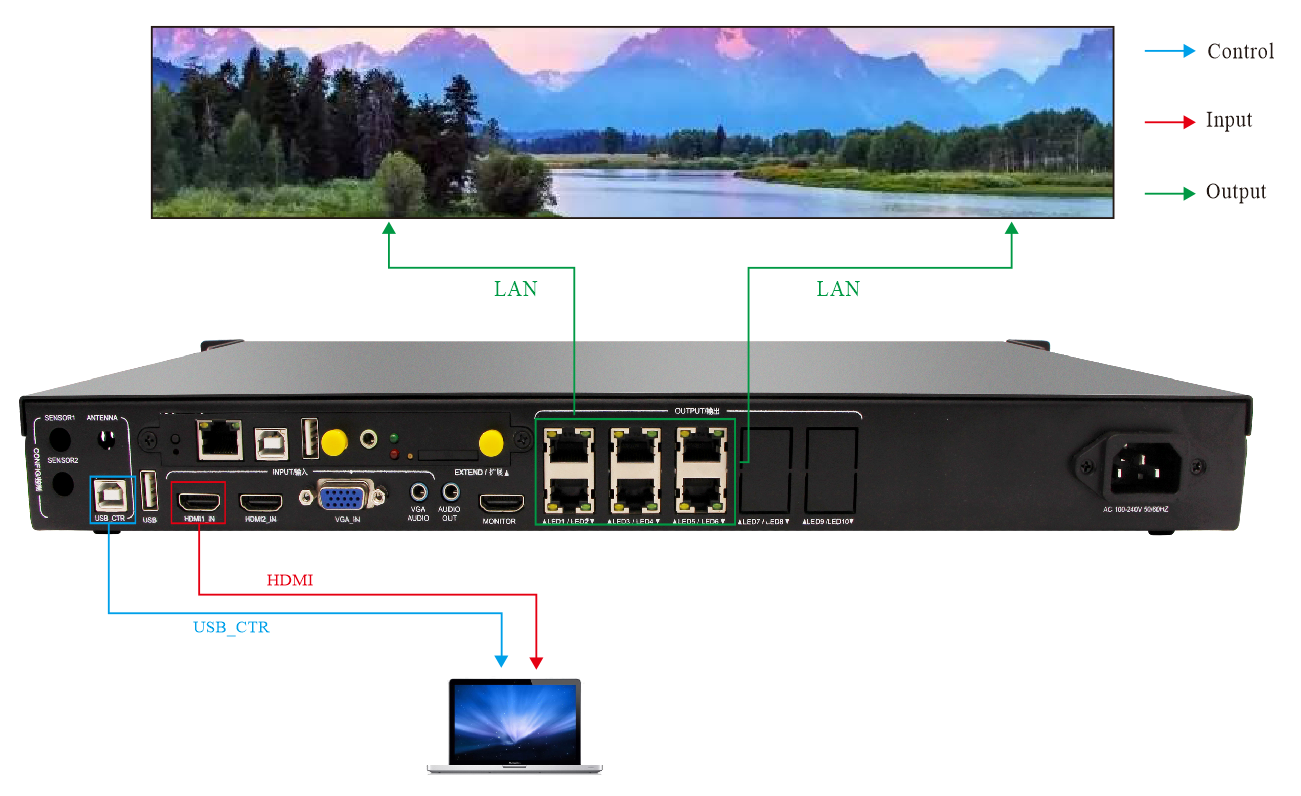 Control
Input
Output
LAN
LAN
SENSOR1
ANTENNA
SENSOR2
OUTPUT/输出
INPUT/输入
EXTEND / 扩展▲
USB_CTR
USB
HDMI1_IN
HDMI2_IN
VGA_IN
VGA
AUDIO
AUDIO
OUT
MONITOR
▲LED1 / LED2▼
▲LED3 / LED4 ▼
▲LED5 / LED6 ▼
▲LED7 / LED8 ▼
▲LED9 /LED10▼
AC 100-240V 50/60HZ
HDMI
USB_CTR